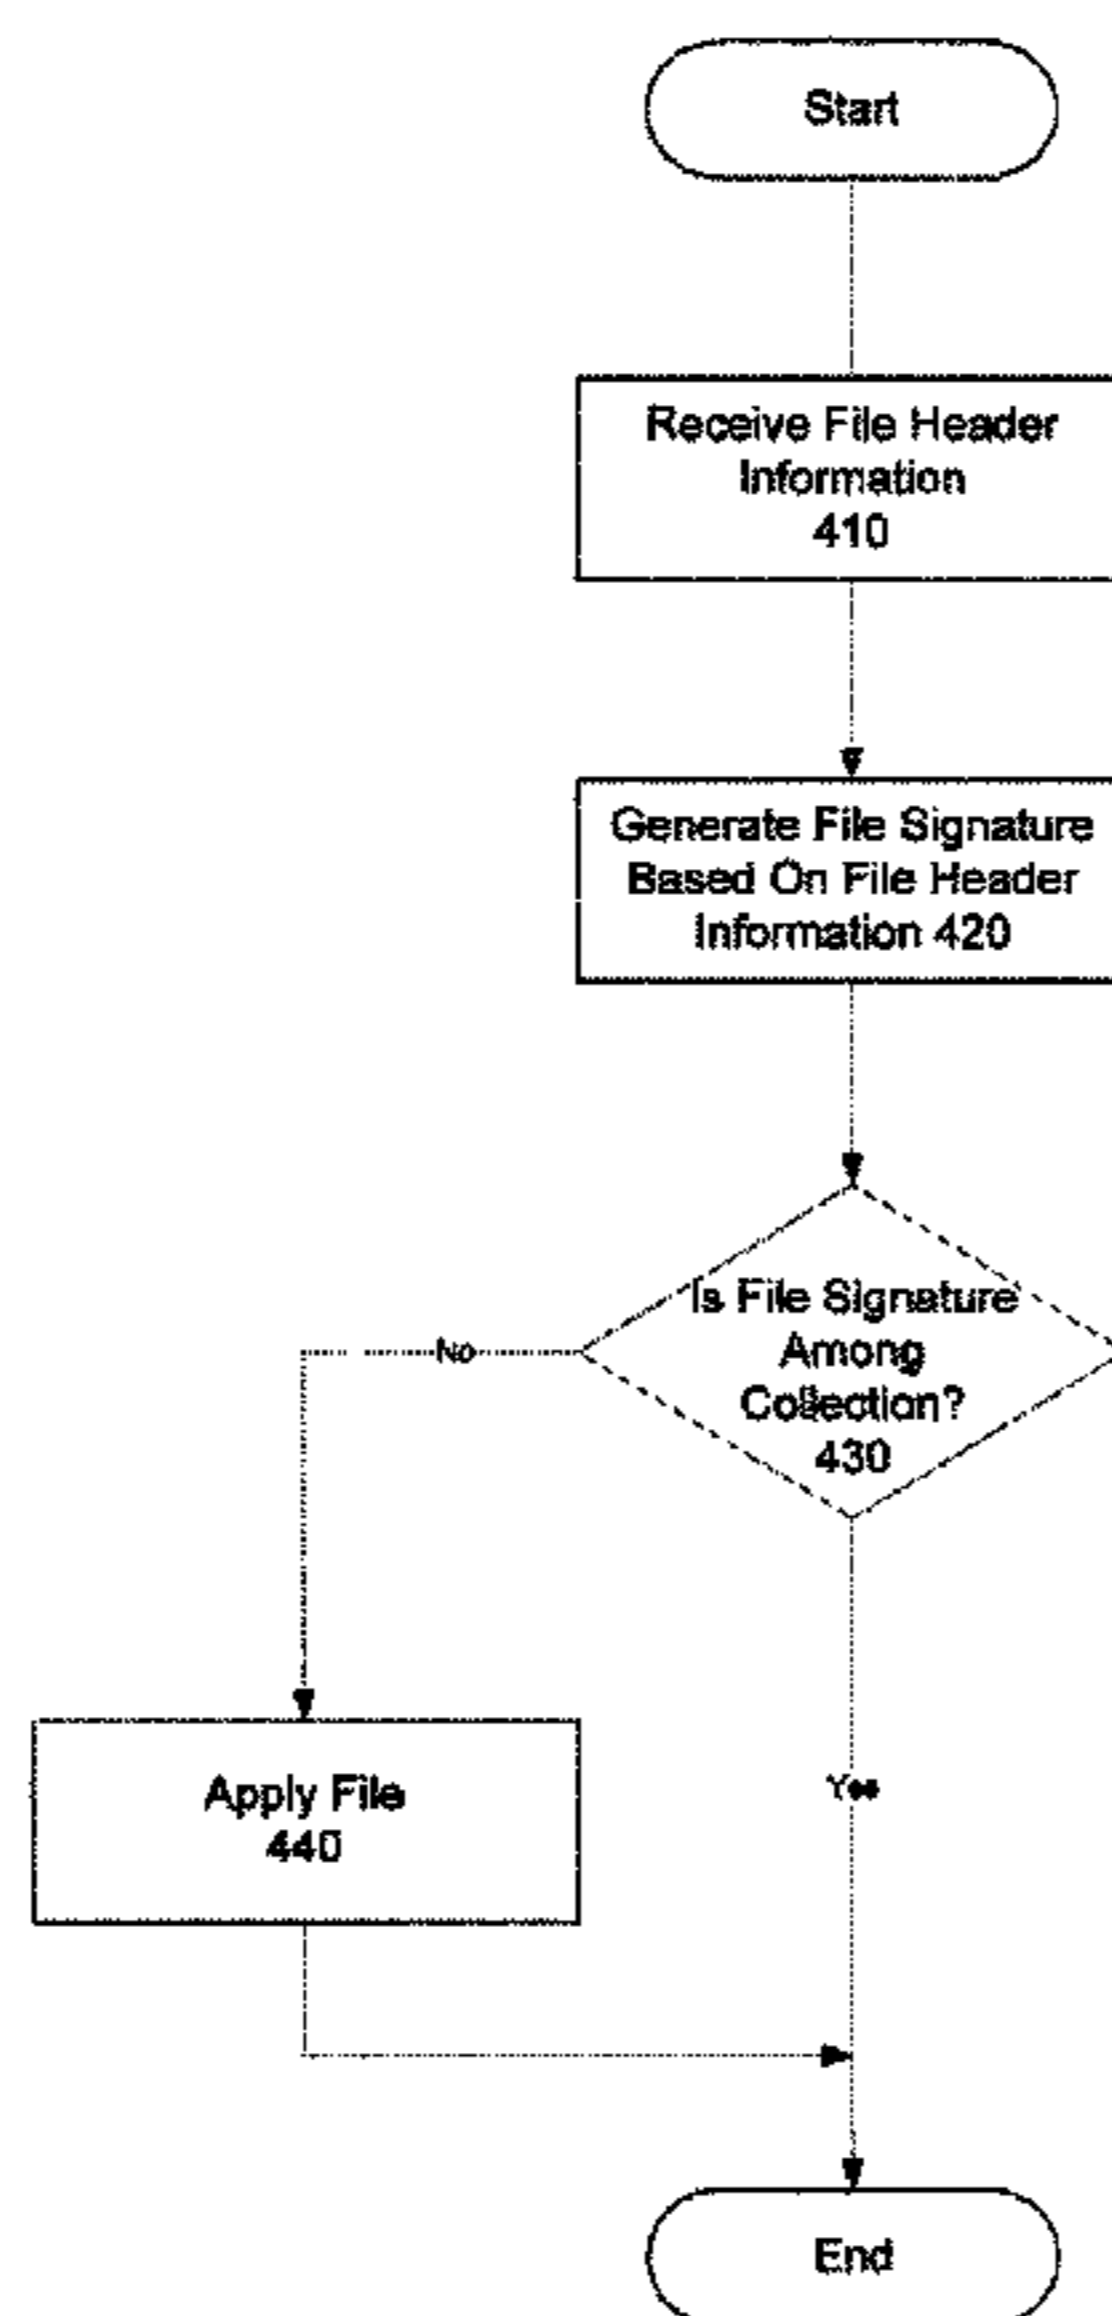 Start
Receive File Header
Information
410
Generate File Signature
Based On File Header
Information 420
Is File Signature
Among
Collection?
430
No
Apply File
440
Yes
End